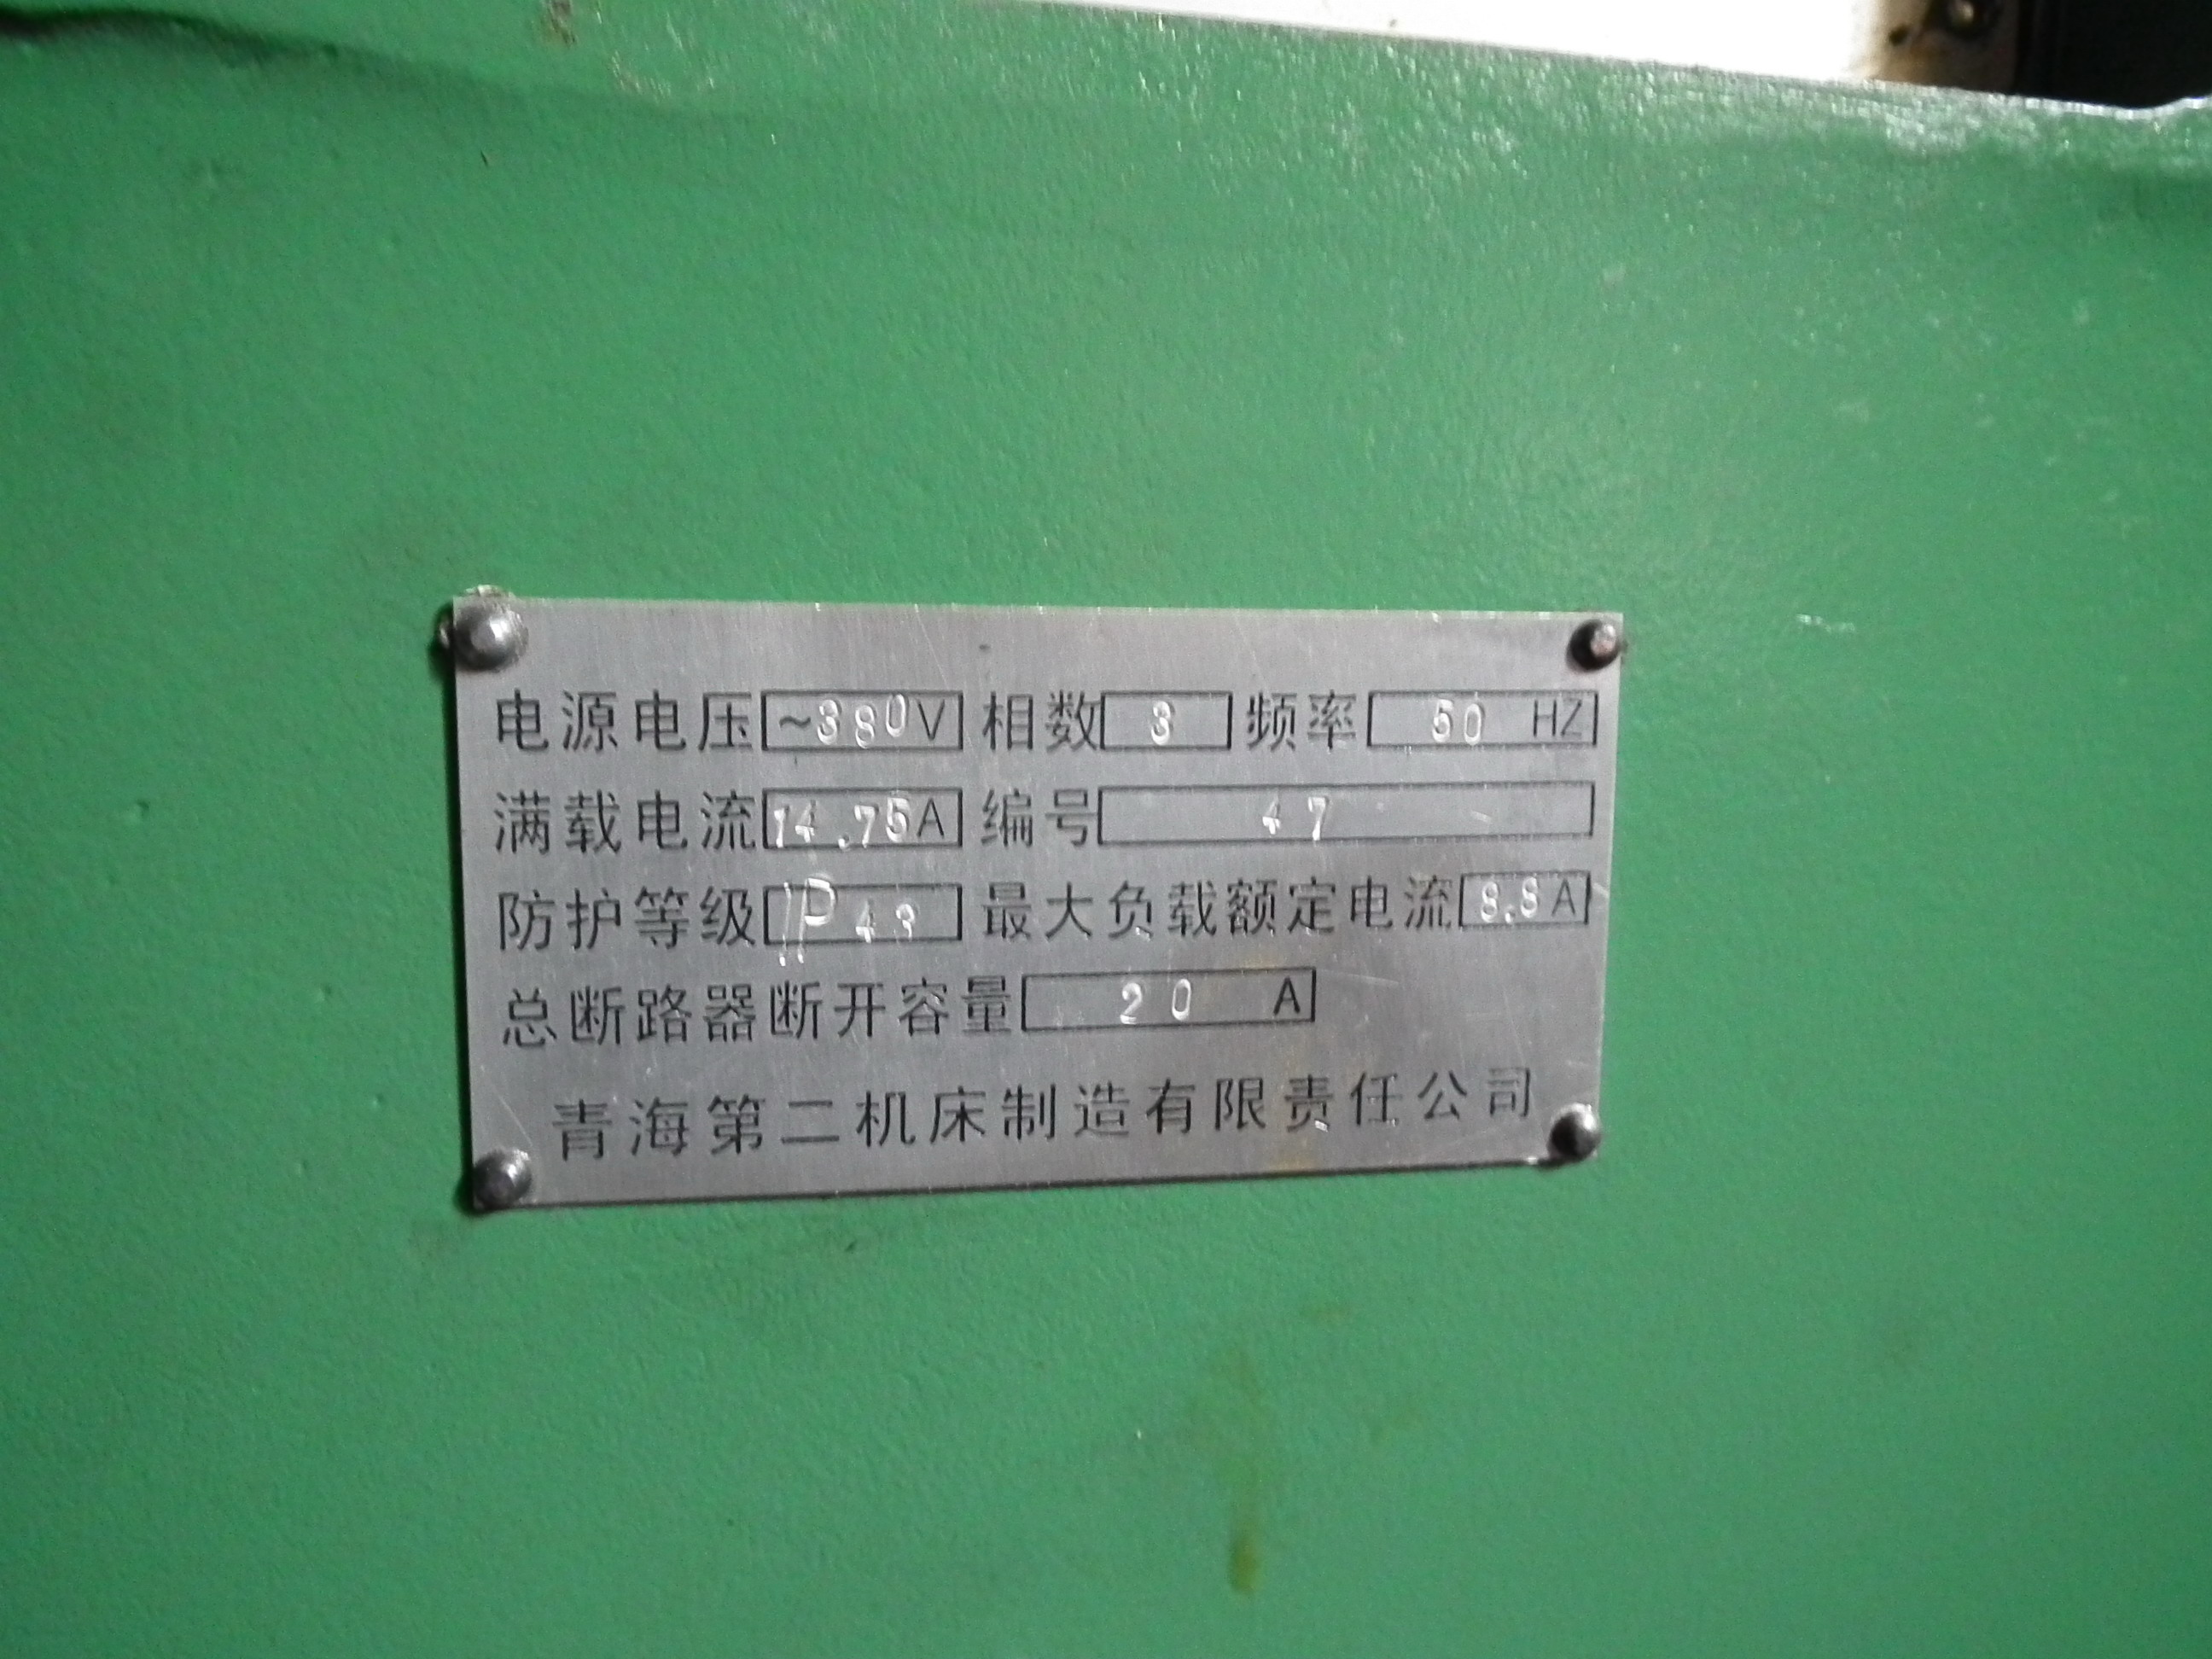 电源电压 ~380V 相数 3 频率 50 HZ
满载电流 14.75A 编号 47
防护等级 IP43 最大负载额定电流 8.8A
总断路器断开容量 20 A
青海第二机床制造有限责任公司